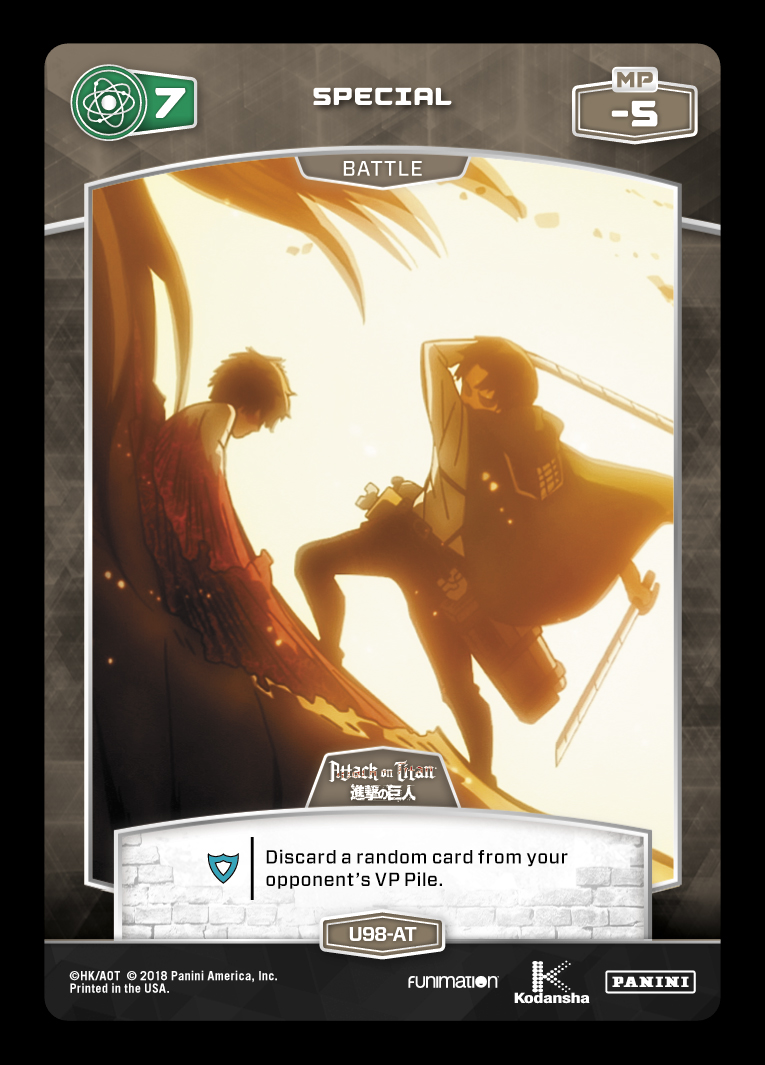 7
SPECIAL
MP
-5
BATTLE
Attack on Titan
進撃の巨人
Discard a random card from your
opponent's VP Pile.
U98-AT
©HK/AOT © 2018 Panini America, Inc.
Printed in the USA.
FUNIMATION
Kodansha
PANINI